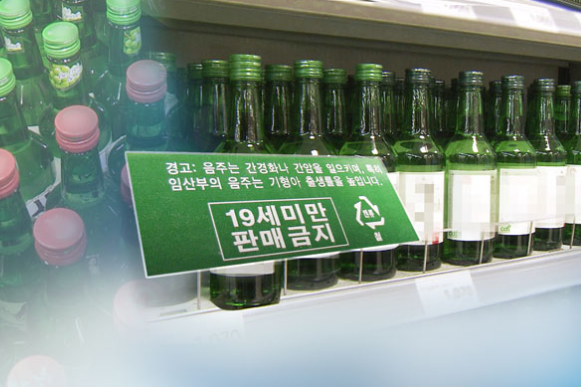 경고: 음주는 간경화나 간암을 일으키며, 특히
임산부의 음주는 기형아 출생률을 높입니다.
19세미만
판매금지